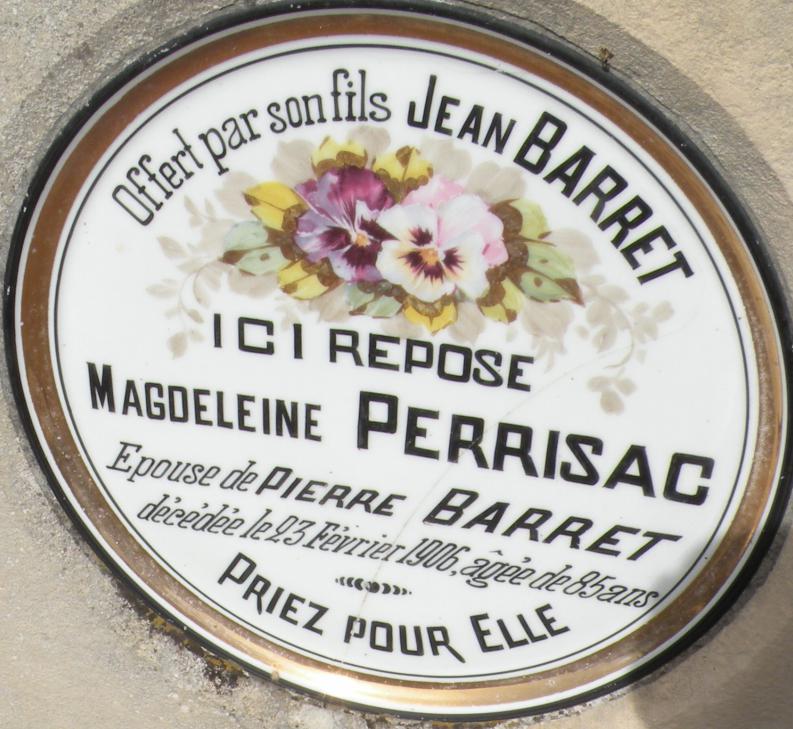 Offert par son fils JEAN BARRET
ICI REPOSE
MAGDELEINE PERRISAC
Epouse de PIERRE BARRET
décédée le 23 Février 1906, âgée de 85 ans
PRIEZ POUR ELLE